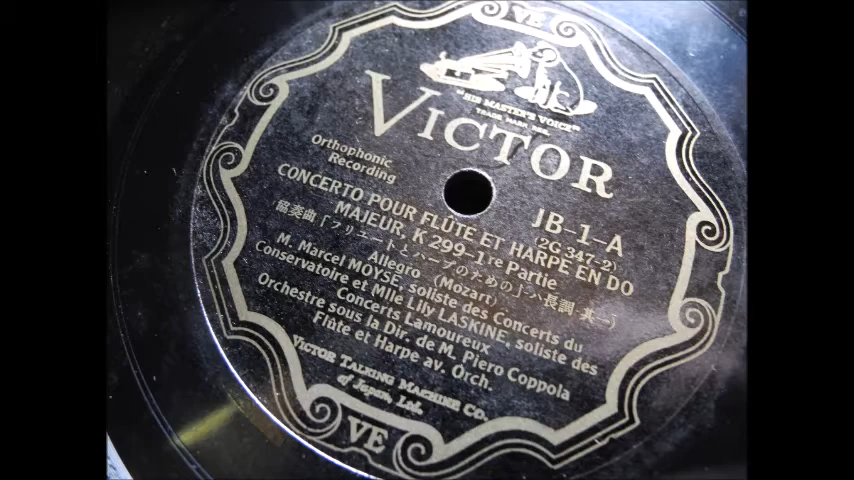 VE
"HIS MASTER'S VOICE"
TRADE MARK REG.
VICTOR
Orthophonic
Recording
JB-1-A
(2G 347-2)
CONCERTO POUR FLÛTE ET HARPE EN DO
MAJEUR, K 299-1re Partie
Allegro (Mozart)
協奏曲「フリユートとハープのための」ハ長調・其一)
M. Marcel MOYSE, soliste des Concerts du
Conservatoire et Mlle Lily LASKINE, soliste des
Concerts Lamoureux
Orchestre sous la Dir. de M. Piero Coppola
Flûte et Harpe av. Orch.
VICTOR TALKING MACHINE CO.
of Japan, Ltd.
VE